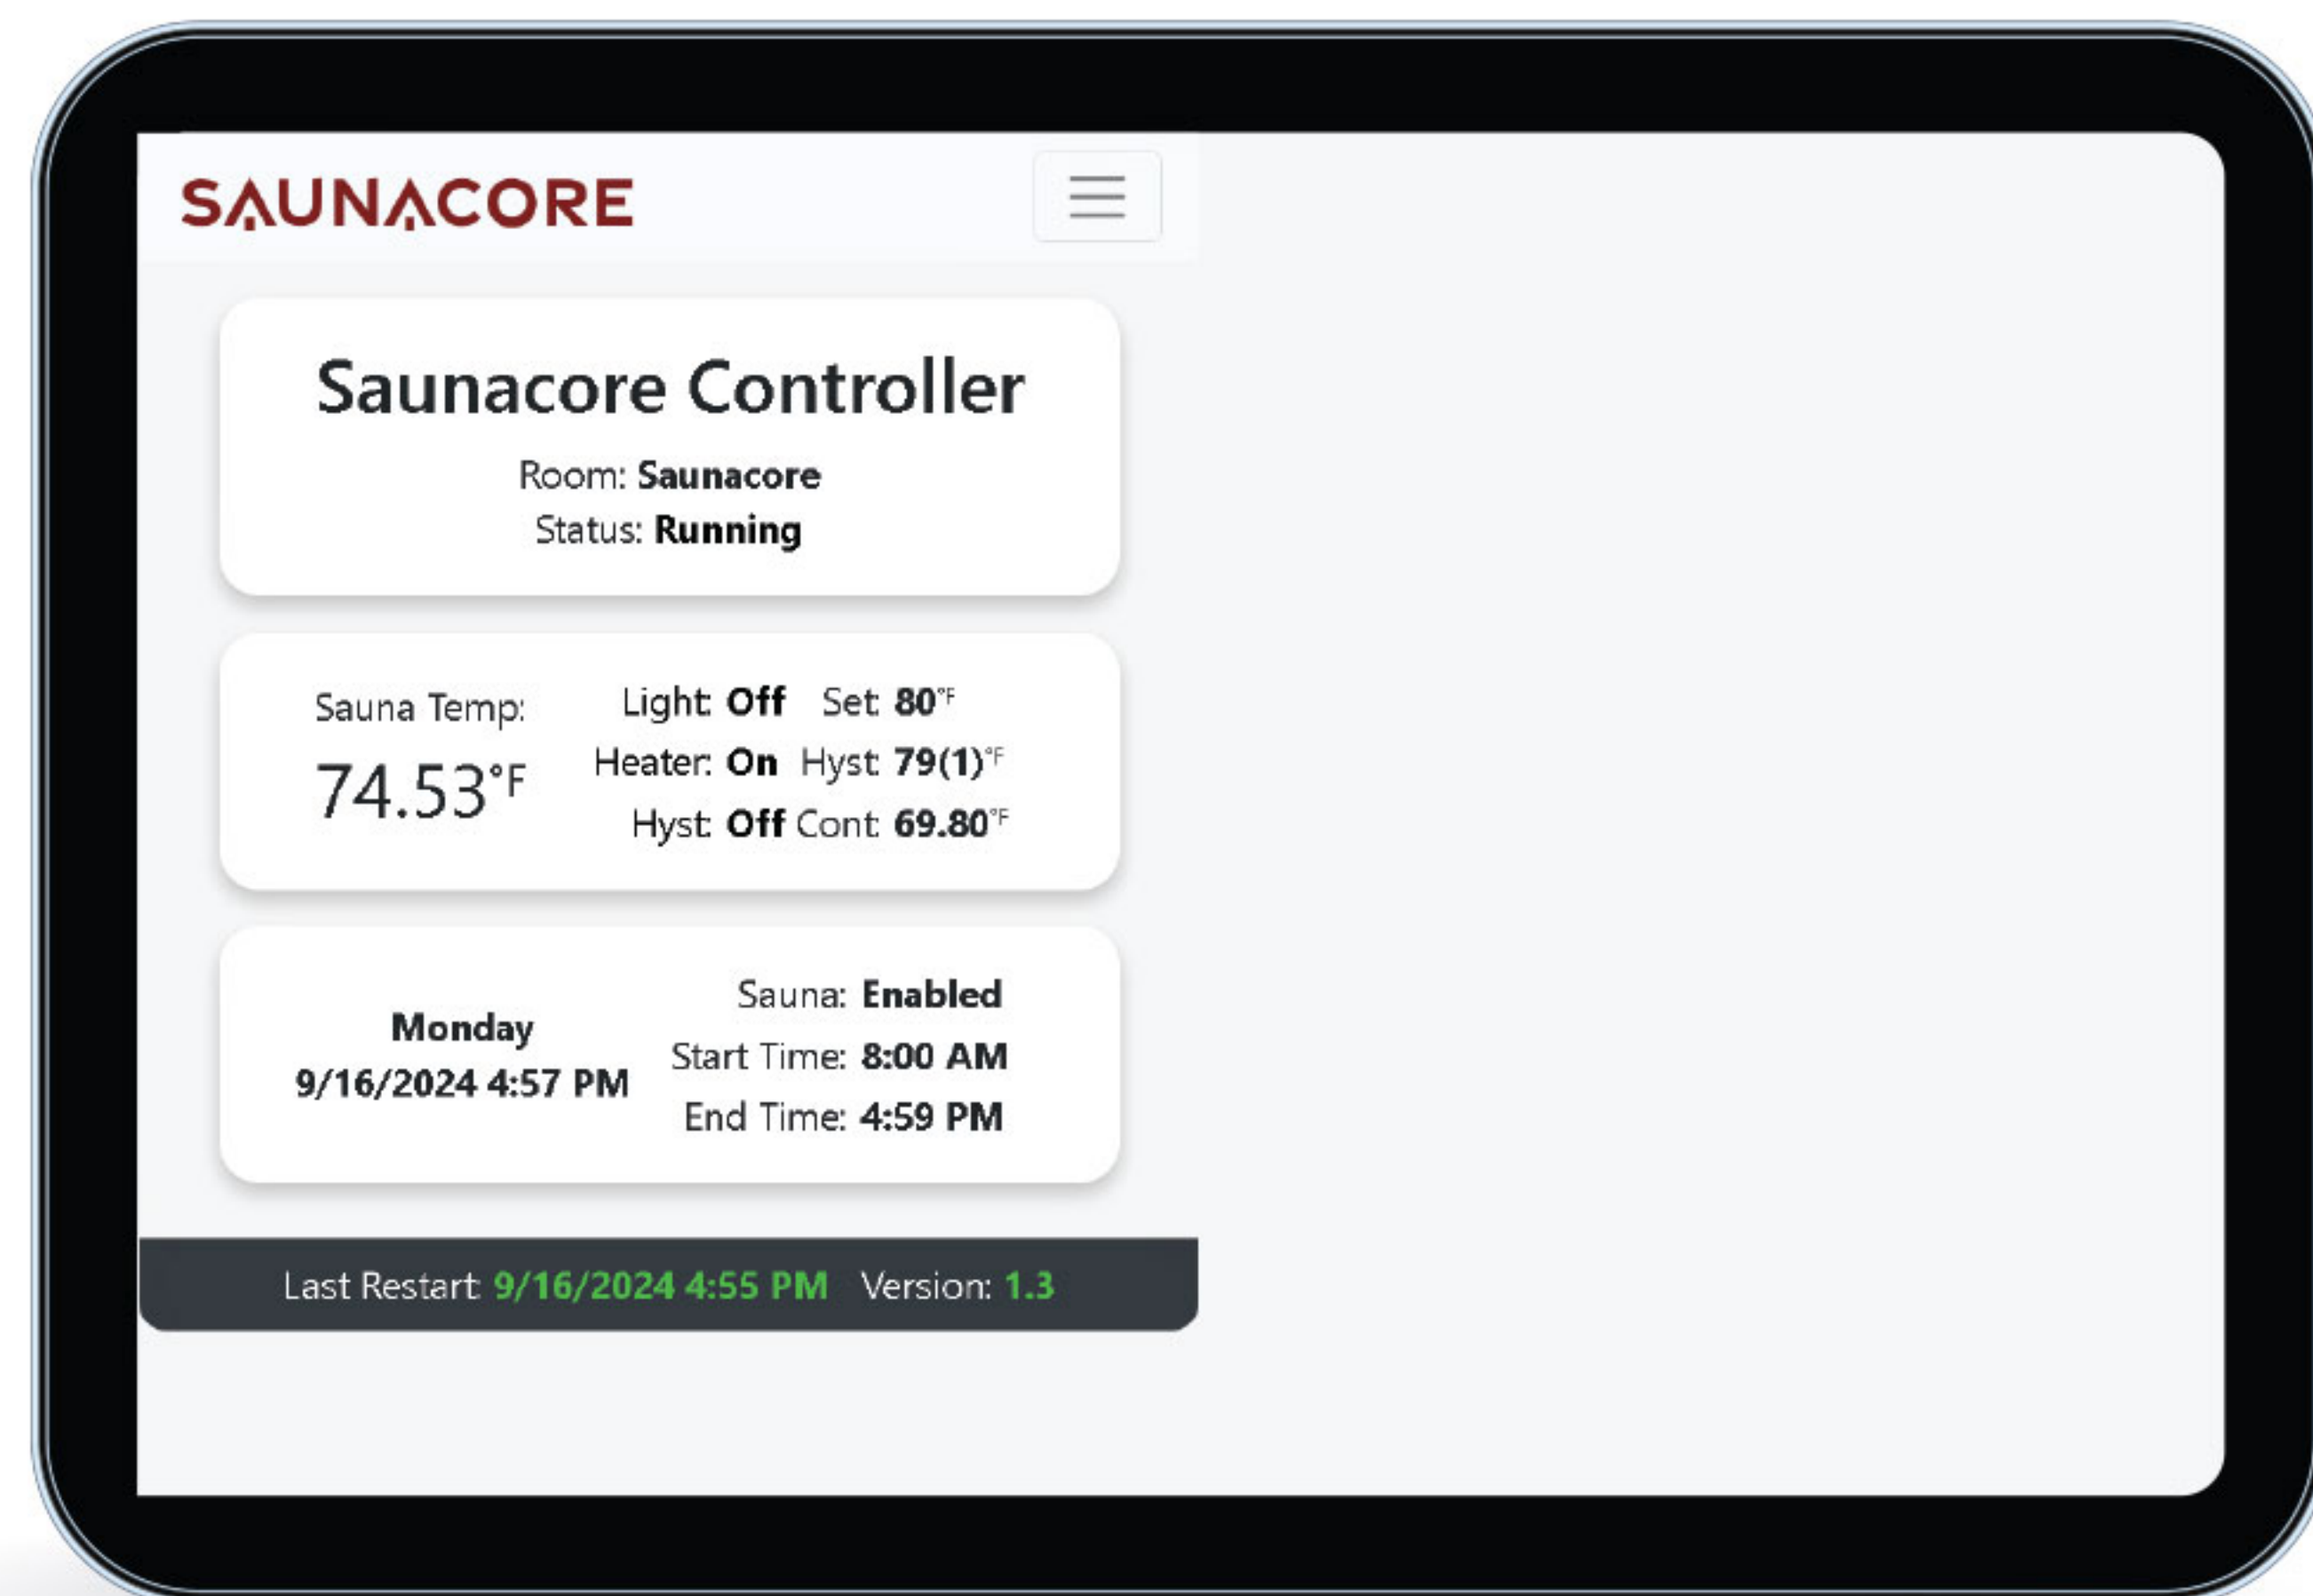 SAUNACORE
Saunacore Controller
Room: Saunacore
Status: Running
Sauna Temp:
74.53°F
Light: Off Set: 80°F
Heater: On Hyst: 79(1)°F
Hyst: Off Cont: 69.80°F
Monday
9/16/2024 4:57 PM
Sauna: Enabled
Start Time: 8:00 AM
End Time: 4:59 PM
Last Restart: 9/16/2024 4:55 PM Version: 1.3